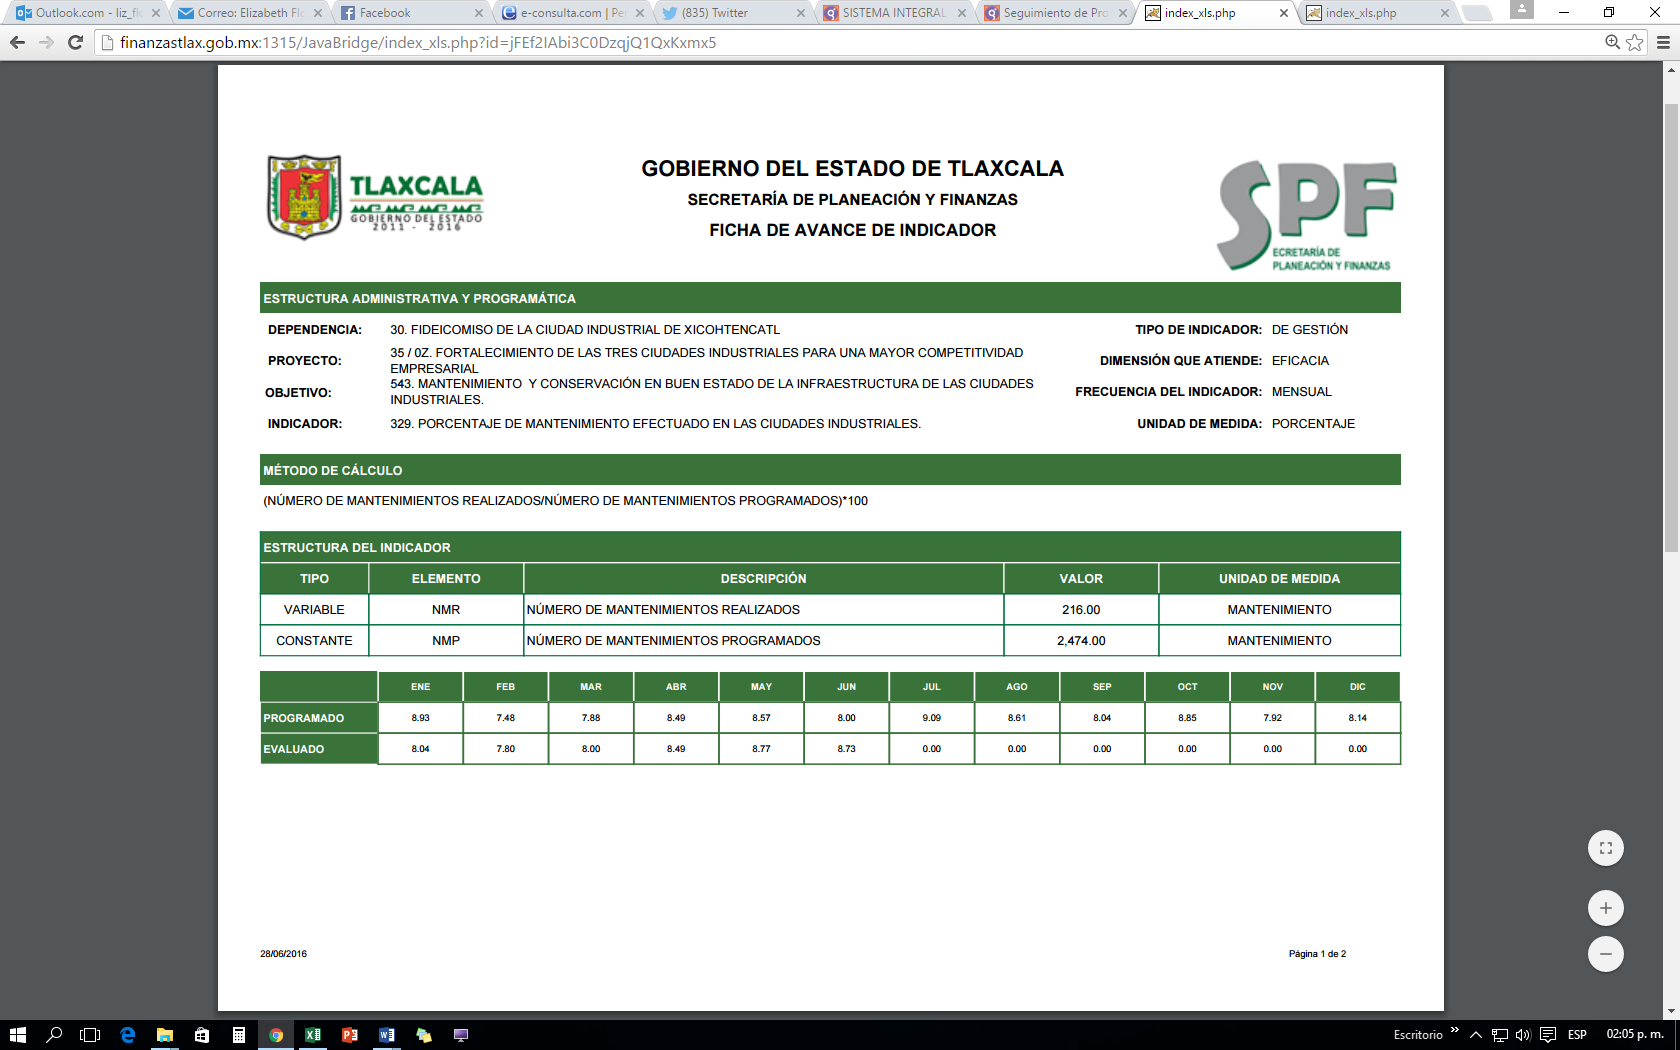 Outlook.com - liz_fl
Correo: Elizabeth Fl
Facebook
e-consulta.com | Pe
(835) Twitter
SISTEMA INTEGRAL
Seguimiento de Pro
index_xls.php
index_xls.php
finanzastlax.gob.mx:1315/JavaBridge/index_xls.php?id=jFEf2IAbi3C0DzqjQ1QxKxmx5
TLAXCALA
GOBIERNO DEL ESTADO
2011 - 2016
GOBIERNO DEL ESTADO DE TLAXCALA
SECRETARÍA DE PLANEACIÓN Y FINANZAS
FICHA DE AVANCE DE INDICADOR
SPF
ECRETARÍA DE
PLANEACIÓN Y FINANZAS
ESTRUCTURA ADMINISTRATIVA Y PROGRAMÁTICA
DEPENDENCIA: 30. FIDEICOMISO DE LA CIUDAD INDUSTRIAL DE XICOHTENCATL TIPO DE INDICADOR: DE GESTIÓN
PROYECTO: 35 / 0Z. FORTALECIMIENTO DE LAS TRES CIUDADES INDUSTRIALES PARA UNA MAYOR COMPETITIVIDAD
EMPRESARIAL
DIMENSIÓN QUE ATIENDE: EFICACIA
OBJETIVO: 543. MANTENIMIENTO Y CONSERVACIÓN EN BUEN ESTADO DE LA INFRAESTRUCTURA DE LAS CIUDADES
INDUSTRIALES.
FRECUENCIA DEL INDICADOR: MENSUAL
INDICADOR: 329. PORCENTAJE DE MANTENIMIENTO EFECTUADO EN LAS CIUDADES INDUSTRIALES. UNIDAD DE MEDIDA: PORCENTAJE
MÉTODO DE CÁLCULO
(NÚMERO DE MANTENIMIENTOS REALIZADOS/NÚMERO DE MANTENIMIENTOS PROGRAMADOS)*100
ESTRUCTURA DEL INDICADOR
TIPO ELEMENTO DESCRIPCIÓN VALOR UNIDAD DE MEDIDA
VARIABLE NMR NÚMERO DE MANTENIMIENTOS REALIZADOS 216.00 MANTENIMIENTO
CONSTANTE NMP NÚMERO DE MANTENIMIENTOS PROGRAMADOS 2,474.00 MANTENIMIENTO
ENE FEB MAR ABR MAY JUN JUL AGO SEP OCT NOV DIC
PROGRAMADO 8.93 7.48 7.88 8.49 8.57 8.00 9.09 8.61 8.04 8.85 7.92 8.14
EVALUADO 8.04 7.80 8.00 8.49 8.77 8.73 0.00 0.00 0.00 0.00 0.00 0.00
28/06/2016 Página 1 de 2
Escritorio ESP 02:05 p. m.